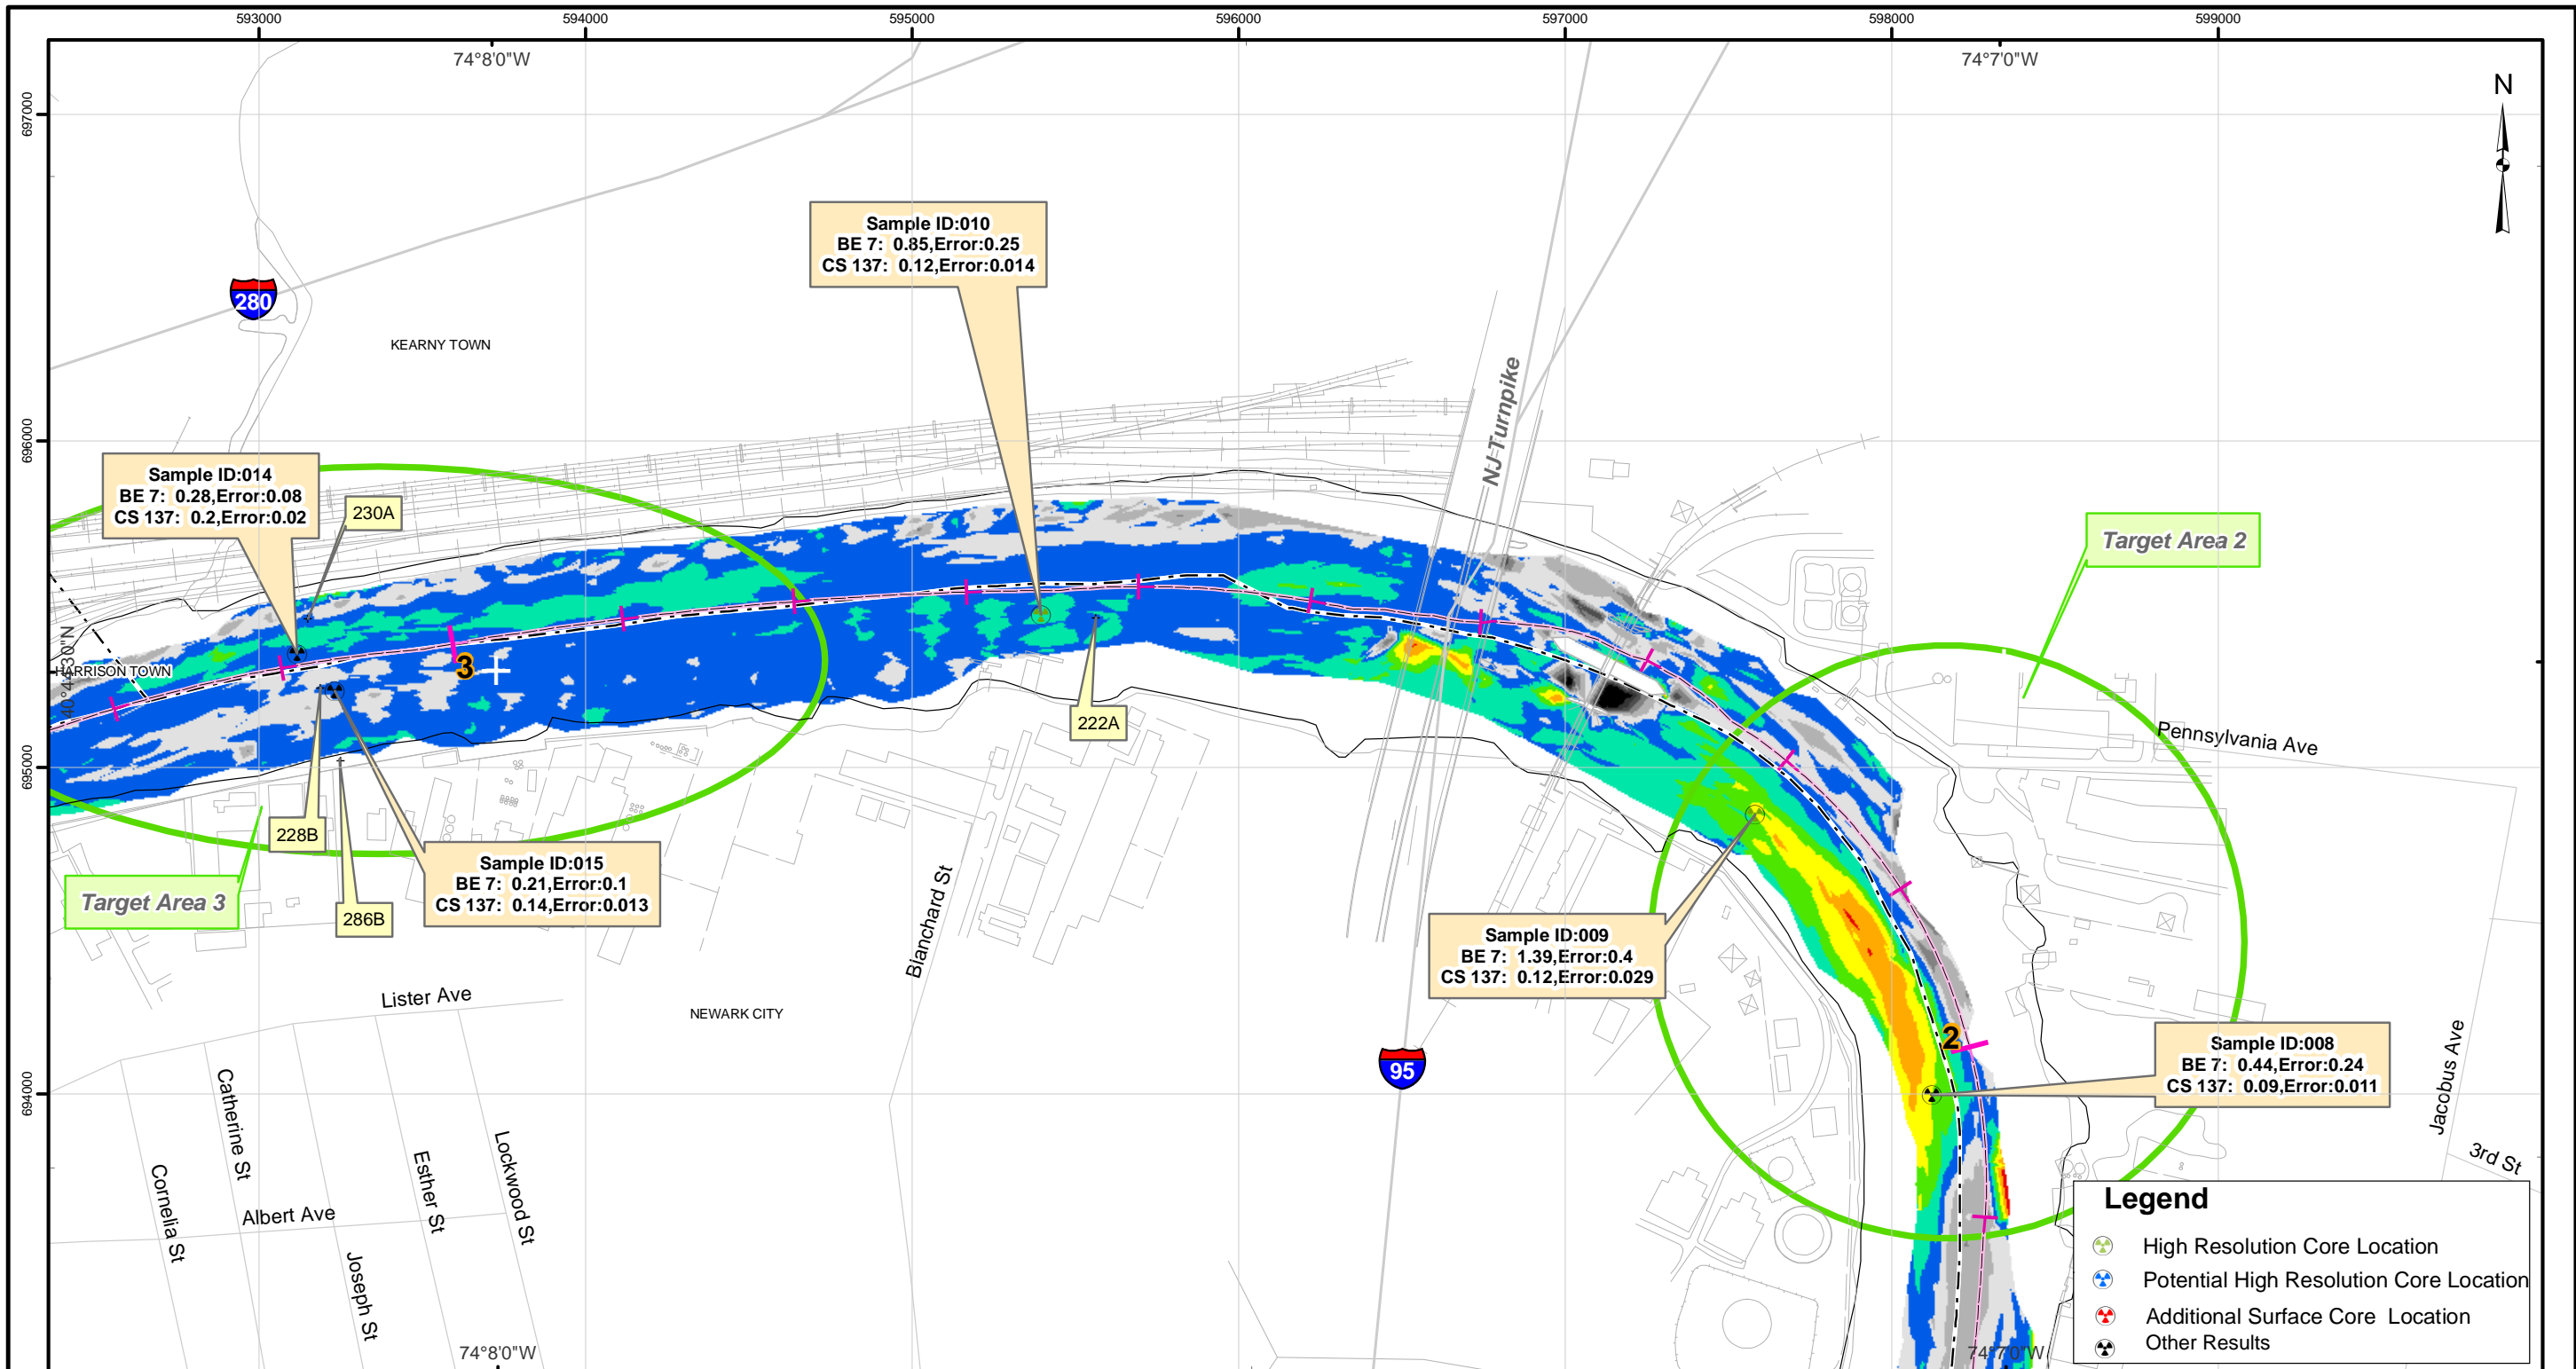 593000 594000 595000 596000 597000 598000 599000
74°8'0"W
74°7'0"W
697000
696000
695000
694000
40°44'30"N
N
280
KEARNY TOWN
Sample ID:010
BE 7: 0.85,Error:0.25
CS 137: 0.12,Error:0.014
NJ Turnpike
Sample ID:014
BE 7: 0.28,Error:0.08
CS 137: 0.2,Error:0.02
230A
Target Area 2
HARRISON TOWN
3
222A
Pennsylvania Ave
228B
Sample ID:015
BE 7: 0.21,Error:0.1
CS 137: 0.14,Error:0.013
Target Area 3
286B
Blanchard St
Sample ID:009
BE 7: 1.39,Error:0.4
CS 137: 0.12,Error:0.029
Lister Ave
NEWARK CITY
95
2
Sample ID:008
BE 7: 0.44,Error:0.24
CS 137: 0.09,Error:0.011
Jacobus Ave
3rd St
Catherine St
Cornelia St
Esther St
Lockwood St
Albert Ave
Joseph St
Legend
High Resolution Core Location
Potential High Resolution Core Location
Additional Surface Core Location
Other Results
74°8'0"W
74°7'0"W